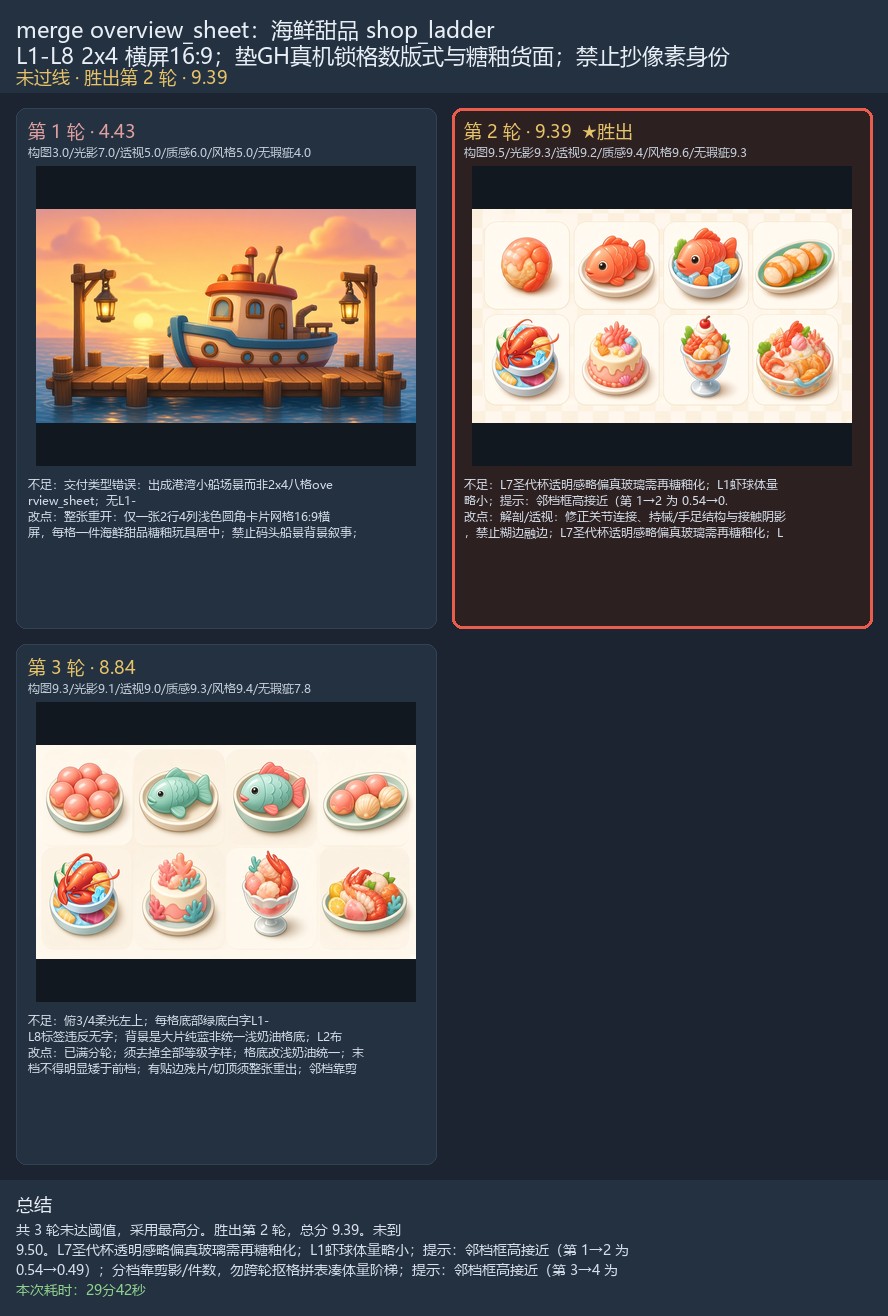 merge overview_sheet：海鲜甜品 shop_ladder
L1-L8 2x4 横屏16:9；垫GH真机锁格数版式与糖釉货面；禁止抄像素身份
未过线 · 胜出第 2 轮 · 9.39
第 1 轮 · 4.43
构图3.0/光影7.0/透视5.0/质感6.0/风格5.0/无瑕疵4.0
不足：交付类型错误：出成港湾小船场景而非2x4八格ove
rview_sheet；无L1-
改点：整张重开：仅一张2行4列浅色圆角卡片网格16:9横
屏，每格一件海鲜甜品糖釉玩具居中；禁止码头船景背景叙事；
第 2 轮 · 9.39 ★胜出
构图9.5/光影9.3/透视9.2/质感9.4/风格9.6/无瑕疵9.3
不足：L7圣代杯透明感略偏真玻璃需再糖釉化；L1虾球体量
略小；提示：邻档框高接近（第 1→2 为 0.54→0.
改点：解剖/透视：修正关节连接、持械/手足结构与接触阴影
，禁止糊边融边；L7圣代杯透明感略偏真玻璃需再糖釉化；L
第 3 轮 · 8.84
构图9.3/光影9.1/透视9.0/质感9.3/风格9.4/无瑕疵7.8
不足：俯3/4柔光左上；每格底部绿底白字L1-
L8标签违反无字；背景是大片纯蓝非统一浅奶油格底；L2布
改点：已满分轮；须去掉全部等级字样；格底改浅奶油统一；末
档不得明显矮于前档；有贴边残片/切顶须整张重出；邻档靠剪
总结
共 3 轮未达阈值，采用最高分。胜出第 2 轮，总分 9.39。未到
9.50。L7圣代杯透明感略偏真玻璃需再糖釉化；L1虾球体量略小；提示：邻档框高接近（第 1→2 为
0.54→0.49）；分档靠剪影/件数，勿跨轮抠格拼表凑体量阶梯；提示：邻档框高接近（第 3→4 为
本次耗时：29分42秒